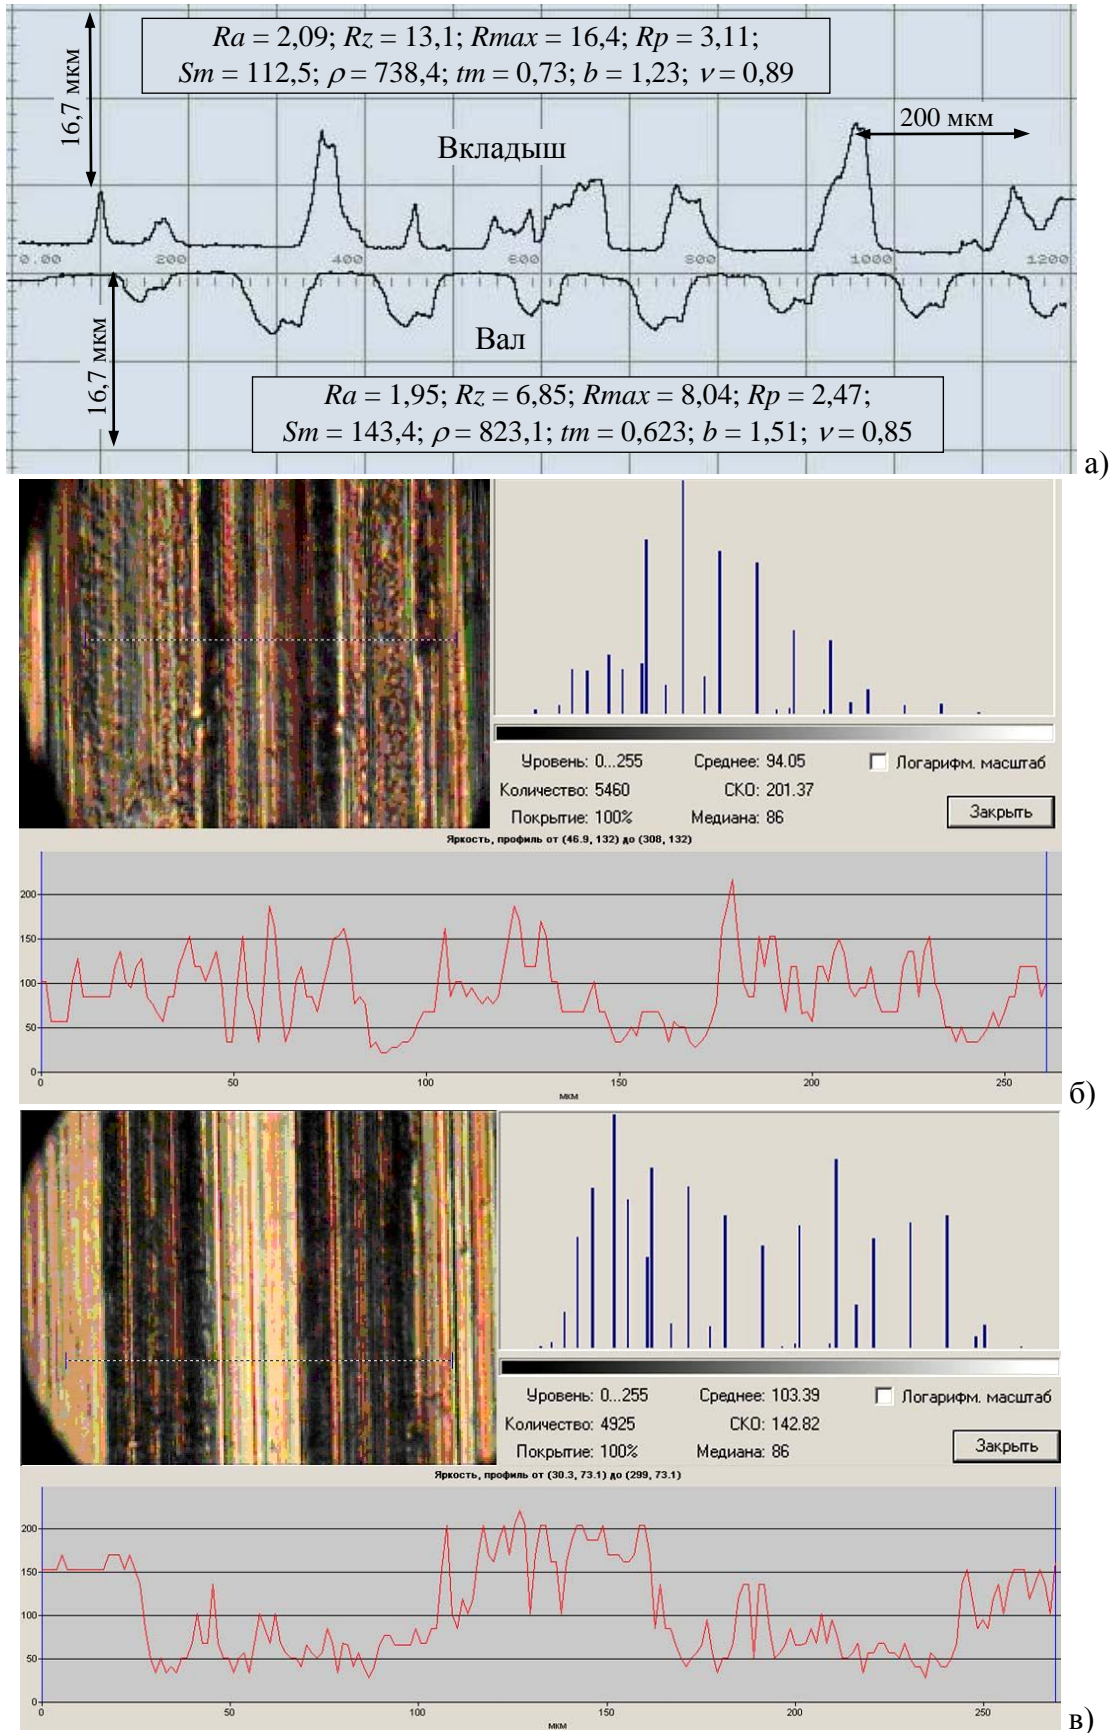 Ra = 2,09; Rz = 13,1; Rmax = 16,4; Rp = 3,11;
Sm = 112,5; ρ = 738,4; tm = 0,73; b = 1,23; ν = 0,89
16,7 мкм
200 мкм
Вкладыш
0.00 200 400 600 800 1000 1200
Вал
16,7 мкм
Ra = 1,95; Rz = 6,85; Rmax = 8,04; Rp = 2,47;
Sm = 143,4; ρ = 823,1; tm = 0,623; b = 1,51; ν = 0,85
а)
Уровень: 0...255 Среднее: 94.05 Логарифм. масштаб
Количество: 5460 СКО: 201.37
Покрытие: 100% Медиана: 86 Закрыть
Яркость, профиль от (46.9, 132) до (308, 132)
200
150
100
50
0
0 50 100 150 200 250
мкм
б)
Уровень: 0...255 Среднее: 103.39 Логарифм. масштаб
Количество: 4925 СКО: 142.82
Покрытие: 100% Медиана: 86 Закрыть
Яркость, профиль от (30.3, 73.1) до (299, 73.1)
200
150
100
50
0
0 50 100 150 200 250
мкм
в)